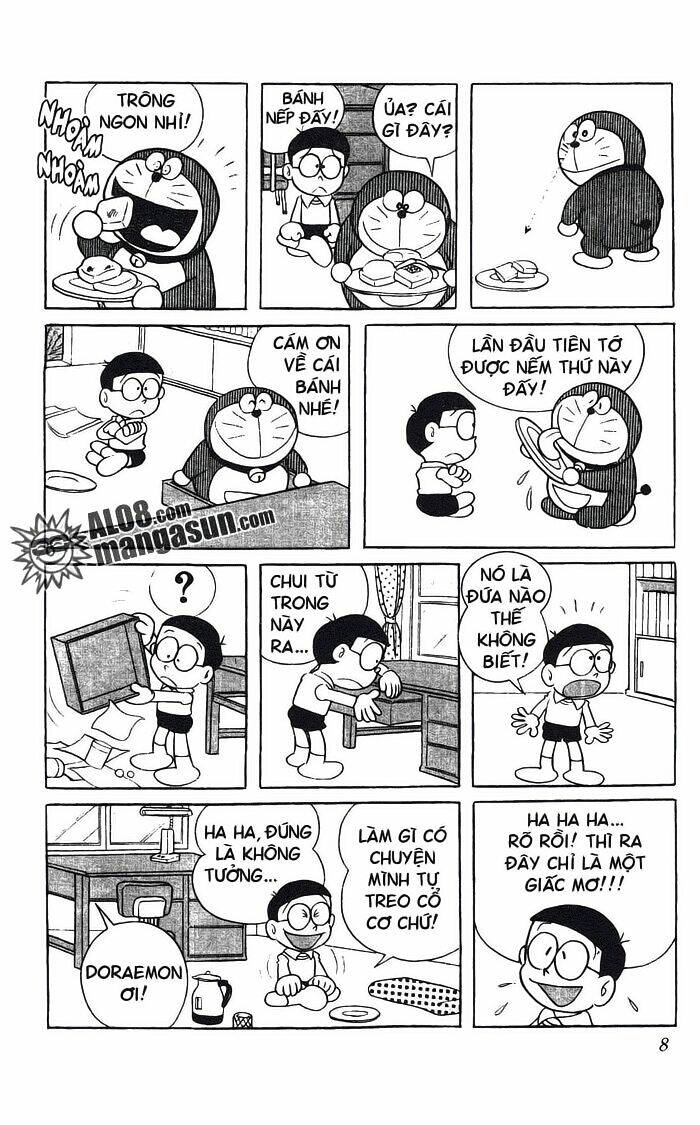 NHOÀM
NHOÀM
TRÔNG
NGON NHỈ!
BÁNH
NẾP ĐẤY!
ỦA? CÁI
GÌ ĐÂY?
CÁM ƠN
VỀ CÁI
BÁNH
NHÉ!
LẦN ĐẦU TIÊN TỚ
ĐƯỢC NẾM THỨ NÀY
ĐẤY!
ALO8.com
mangasun.com
?
CHUI TỪ
TRONG
NÀY
RA...
NÓ LÀ
ĐỨA NÀO
THẾ
KHÔNG
BIẾT!
HA HA, ĐÚNG
LÀ KHÔNG
TƯỞNG...
LÀM GÌ CÓ
CHUYỆN
MÌNH TỰ
TREO CỔ
CƠ CHỨ!
DORAEMON
ƠI!
HA HA HA...
RÕ RỒI! THÌ RA
ĐÂY CHỈ LÀ MỘT
GIẤC MƠ!!!
8